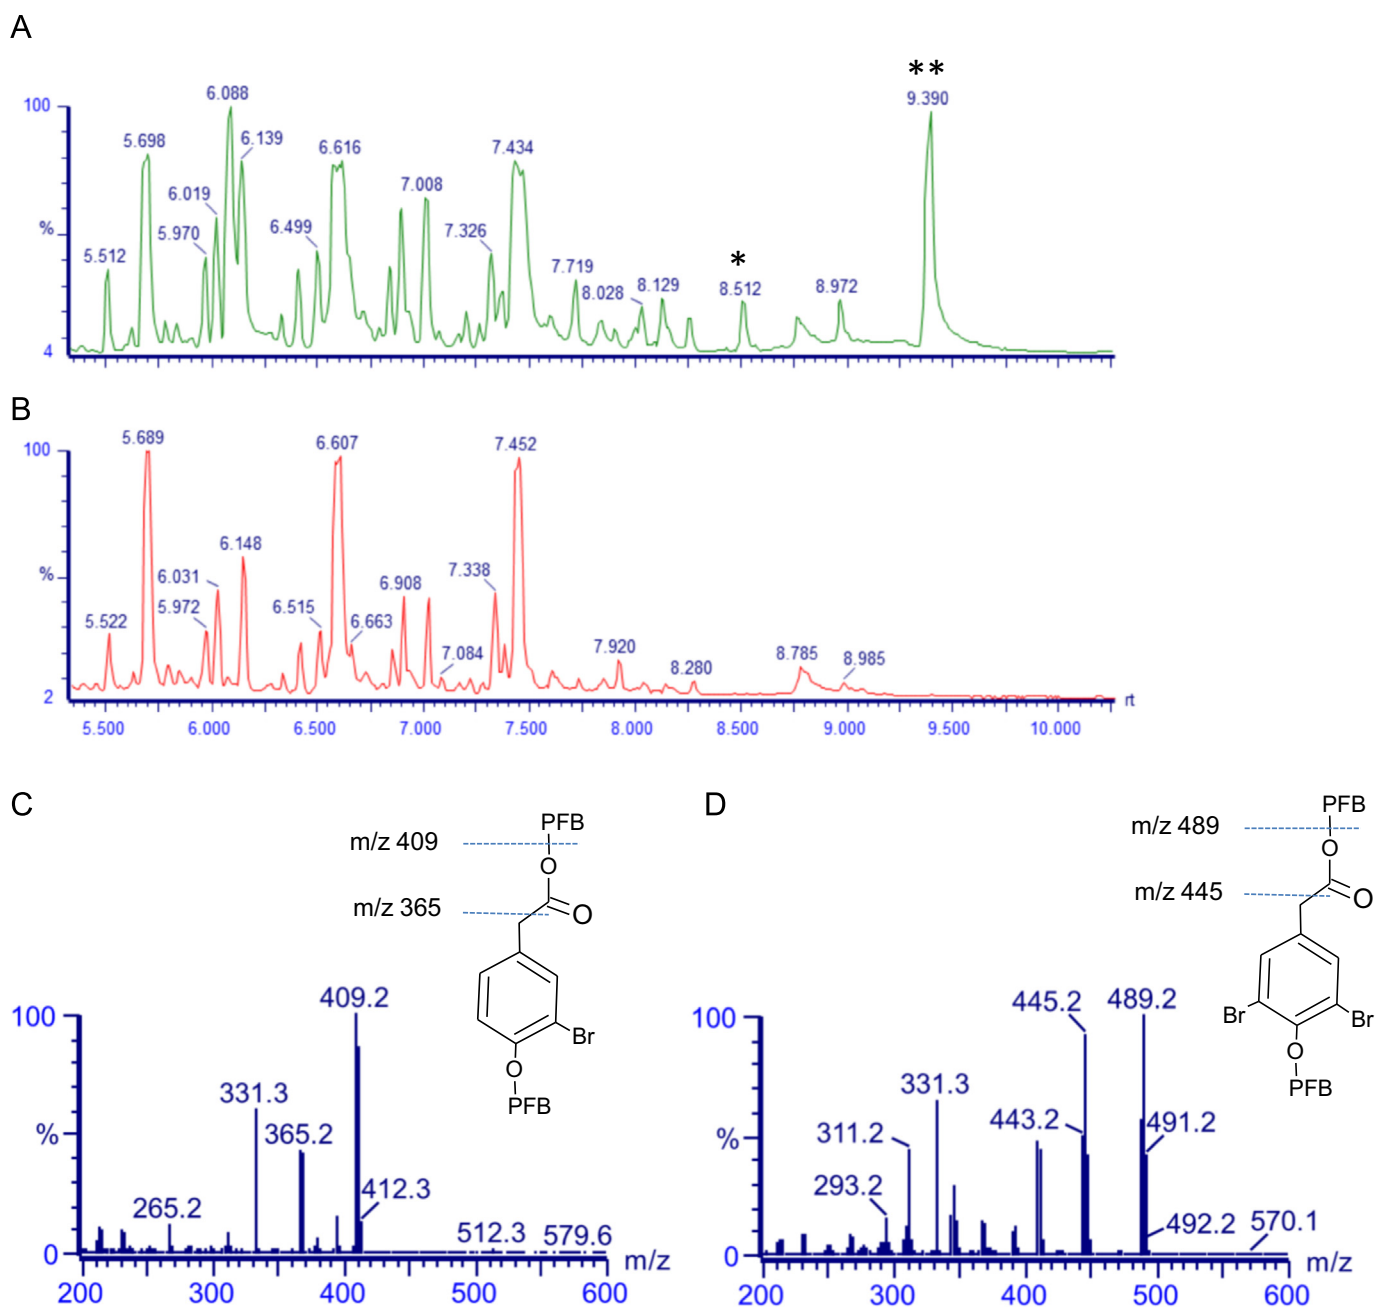 A
**
100
6.088
9.390
5.698
6.139
6.616
7.434
7.008
6.019
%
5.970
6.499
7.326
*
5.512
7.719
8.028
8.129
8.512
8.972
4
B
100
5.689
6.607
7.452
6.148
%
6.031
5.972
6.515
6.908
7.338
5.522
6.663
7.084
7.920
8.280
8.785
8.985
2
rt
5.500 6.000 6.500 7.000 7.500 8.000 8.500 9.000 9.500 10.000
C
PFB
m/z 409
O
m/z 365
O
Br
O
PFB
100
409.2
331.3
365.2
%
412.3
265.2
512.3
579.6
0
m/z
200 300 400 500 600
D
PFB
m/z 489
O
m/z 445
O
Br
Br
O
PFB
100
445.2
489.2
331.3
443.2
491.2
311.2
%
293.2
492.2
570.1
0
m/z
200 300 400 500 600